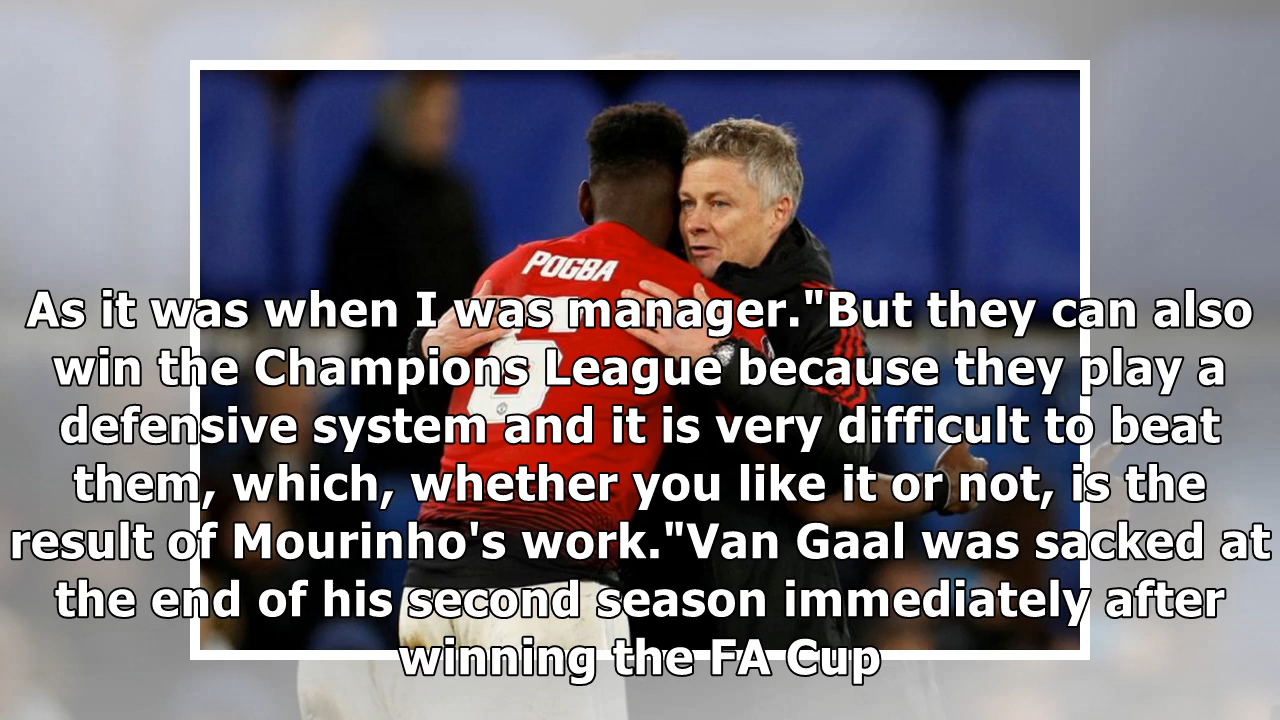 POGBA
6
As it was when I was manager."But they can also
win the Champions League because they play a
defensive system and it is very difficult to beat
them, which, whether you like it or not, is the
result of Mourinho's work."Van Gaal was sacked at
the end of his second season immediately after
winning the FA Cup